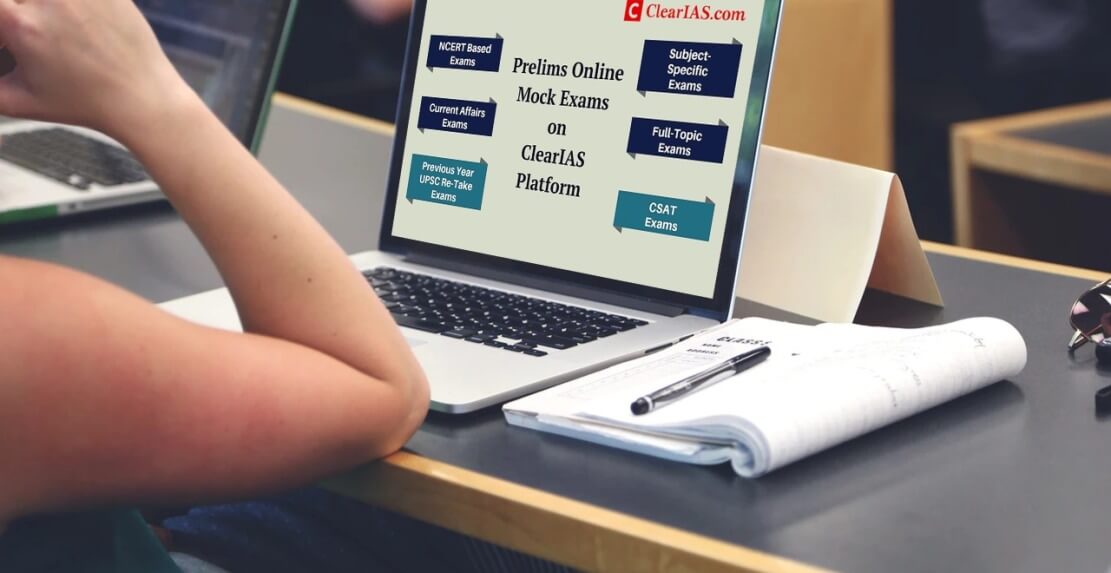 ClearIAS.com
NCERT Based
Exams
Current Affairs
Exams
Previous Year
UPSC Re-Take
Exams
Prelims Online
Mock Exams
on
ClearIAS
Platform
Subject-
Specific
Exams
Full-Topic
Exams
CSAT
Exams
CLASS:
NAME
ADDRESS